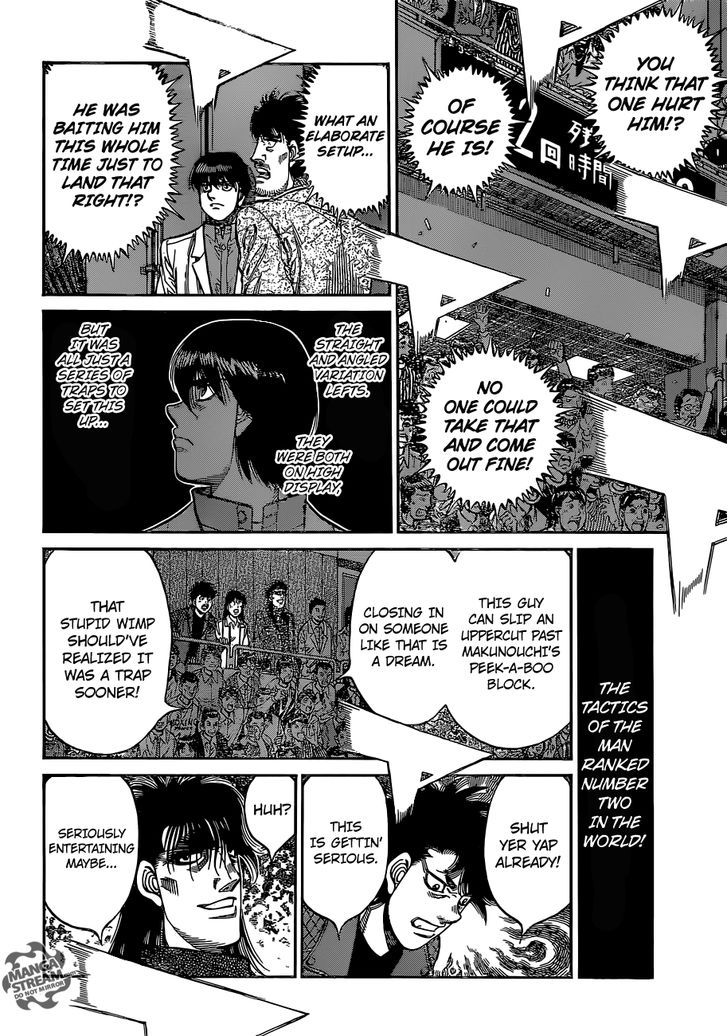 YOU
THINK THAT
ONE HURT
HIM!?
OF
COURSE
HE IS!
残
2回時間
WHAT AN
ELABORATE
SETUP...
HE WAS
BAITING HIM
THIS WHOLE
TIME JUST TO
LAND THAT
RIGHT!?
NO
ONE COULD
TAKE THAT
AND COME
OUT FINE!
THE
STRAIGHT
AND ANGLED
VARIATION
LEFTS.
THEY
WERE BOTH
ON HIGH
DISPLAY,
BUT
IT WAS
ALL JUST A
SERIES OF
TRAPS TO
SET THIS
UP...
THE
TACTICS
OF THE
MAN
RANKED
NUMBER
TWO
IN THE
WORLD!
THIS GUY
CAN SLIP AN
UPPERCUT PAST
MAKUNOUCHI'S
PEEK-A-BOO
BLOCK.
CLOSING IN
ON SOMEONE
LIKE THAT IS
A DREAM.
THAT
STUPID WIMP
SHOULD'VE
REALIZED IT
WAS A TRAP
SOONER!
SHUT
YER YAP
ALREADY!
THIS
IS GETTIN'
SERIOUS.
HUH?
SERIOUSLY
ENTERTAINING
MAYBE...
MANGA
STREAM
DO NOT MIRROR